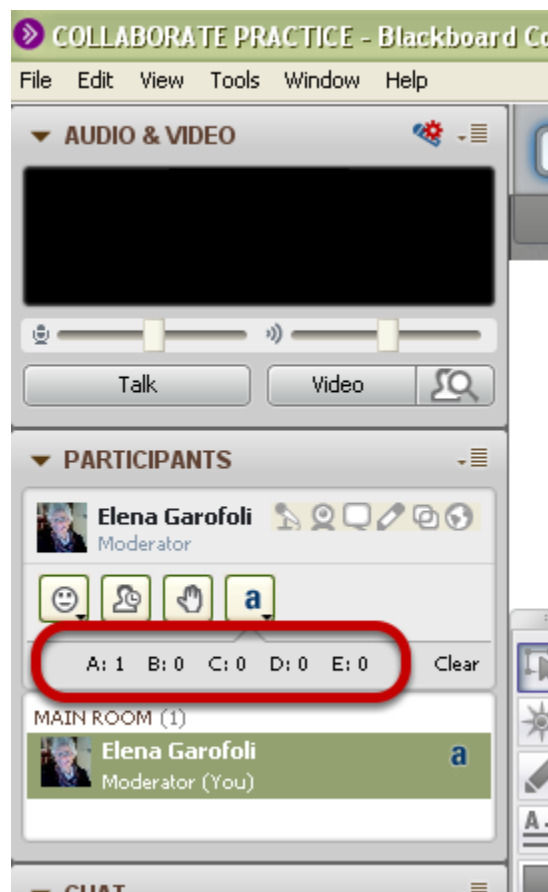 COLLABORATE PRACTICE - Blackboard Co
File Edit View Tools Window Help
AUDIO & VIDEO
Talk Video
PARTICIPANTS
Elena Garofoli
Moderator
a
A: 1 B: 0 C: 0 D: 0 E: 0 Clear
MAIN ROOM (1)
Elena Garofoli a
Moderator (You)
A
CHAT